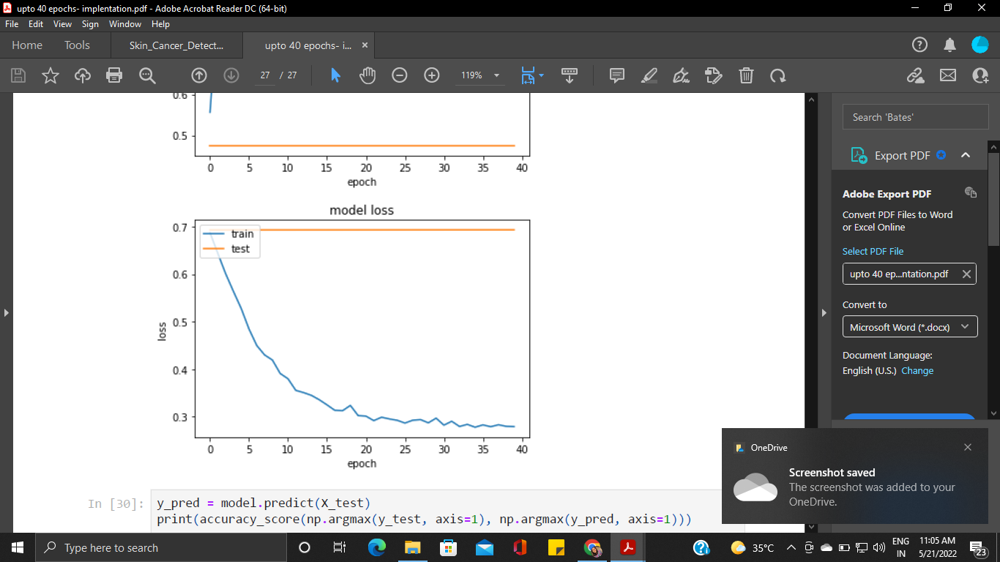 upto 40 epochs- implentation.pdf - Adobe Acrobat Reader DC (64-bit)
File Edit View Sign Window Help
Home Tools Skin_Cancer_Detect... upto 40 epochs- i... ×
27 / 27 119%
0.6
0.5
0 5 10 15 20 25 30 35 40
epoch
model loss
0.7
train
test
0.6
0.5
0.4
0.3
loss
0 5 10 15 20 25 30 35 40
epoch
In [30]: y_pred = model.predict(X_test)
print(accuracy_score(np.argmax(y_test, axis=1), np.argmax(y_pred, axis=1)))
Search 'Bates'
Export PDF
Adobe Export PDF
Convert PDF Files to Word
or Excel Online
Select PDF File
upto 40 ep...ntation.pdf
Convert to
Microsoft Word (*.docx)
Document Language:
English (U.S.) Change
OneDrive
Screenshot saved
The screenshot was added to your
OneDrive.
Type here to search
35°C
ENG
IN
11:05 AM
5/21/2022
23